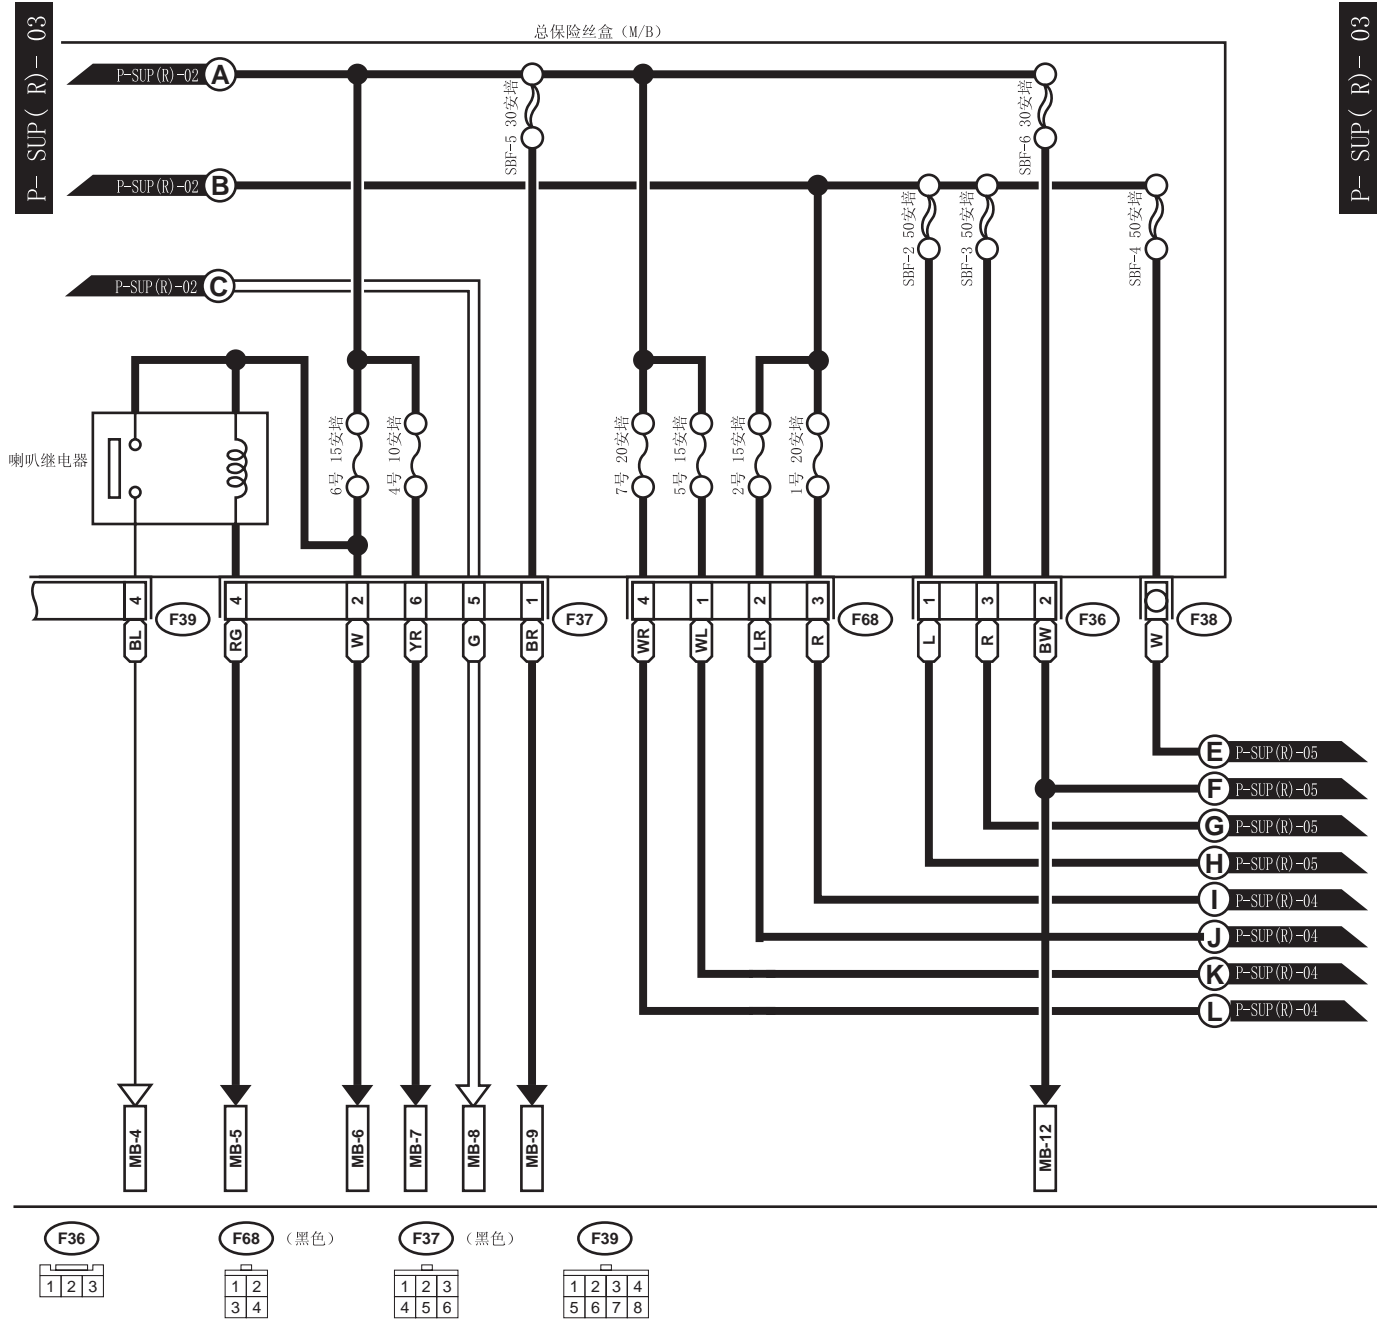 P- SUP( R)- 03
P- SUP( R)- 03
总保险丝盒（M/B）
P-SUP(R)-02 A
SBF-5 30安培
SBF-6 30安培
P-SUP(R)-02 B
SBF-2 50安培
SBF-3 50安培
SBF-4 50安培
P-SUP(R)-02 C
喇叭继电器
6号 15安培
4号 10安培
7号 20安培
5号 15安培
2号 15安培
1号 20安培
4 F39
4 2 6 5 1 F37
4 1 2 3 F68
1 3 2 F36
F38
BL RG W YR G BR WR WL LR R L R BW W
E P-SUP(R)-05
F P-SUP(R)-05
G P-SUP(R)-05
H P-SUP(R)-05
I P-SUP(R)-04
J P-SUP(R)-04
K P-SUP(R)-04
L P-SUP(R)-04
MB-4 MB-5 MB-6 MB-7 MB-8 MB-9 MB-12
F36
1 2 3
F68 （黑色）
1 2
3 4
F37 （黑色）
1 2 3
4 5 6
F39
1 2 3 4
5 6 7 8